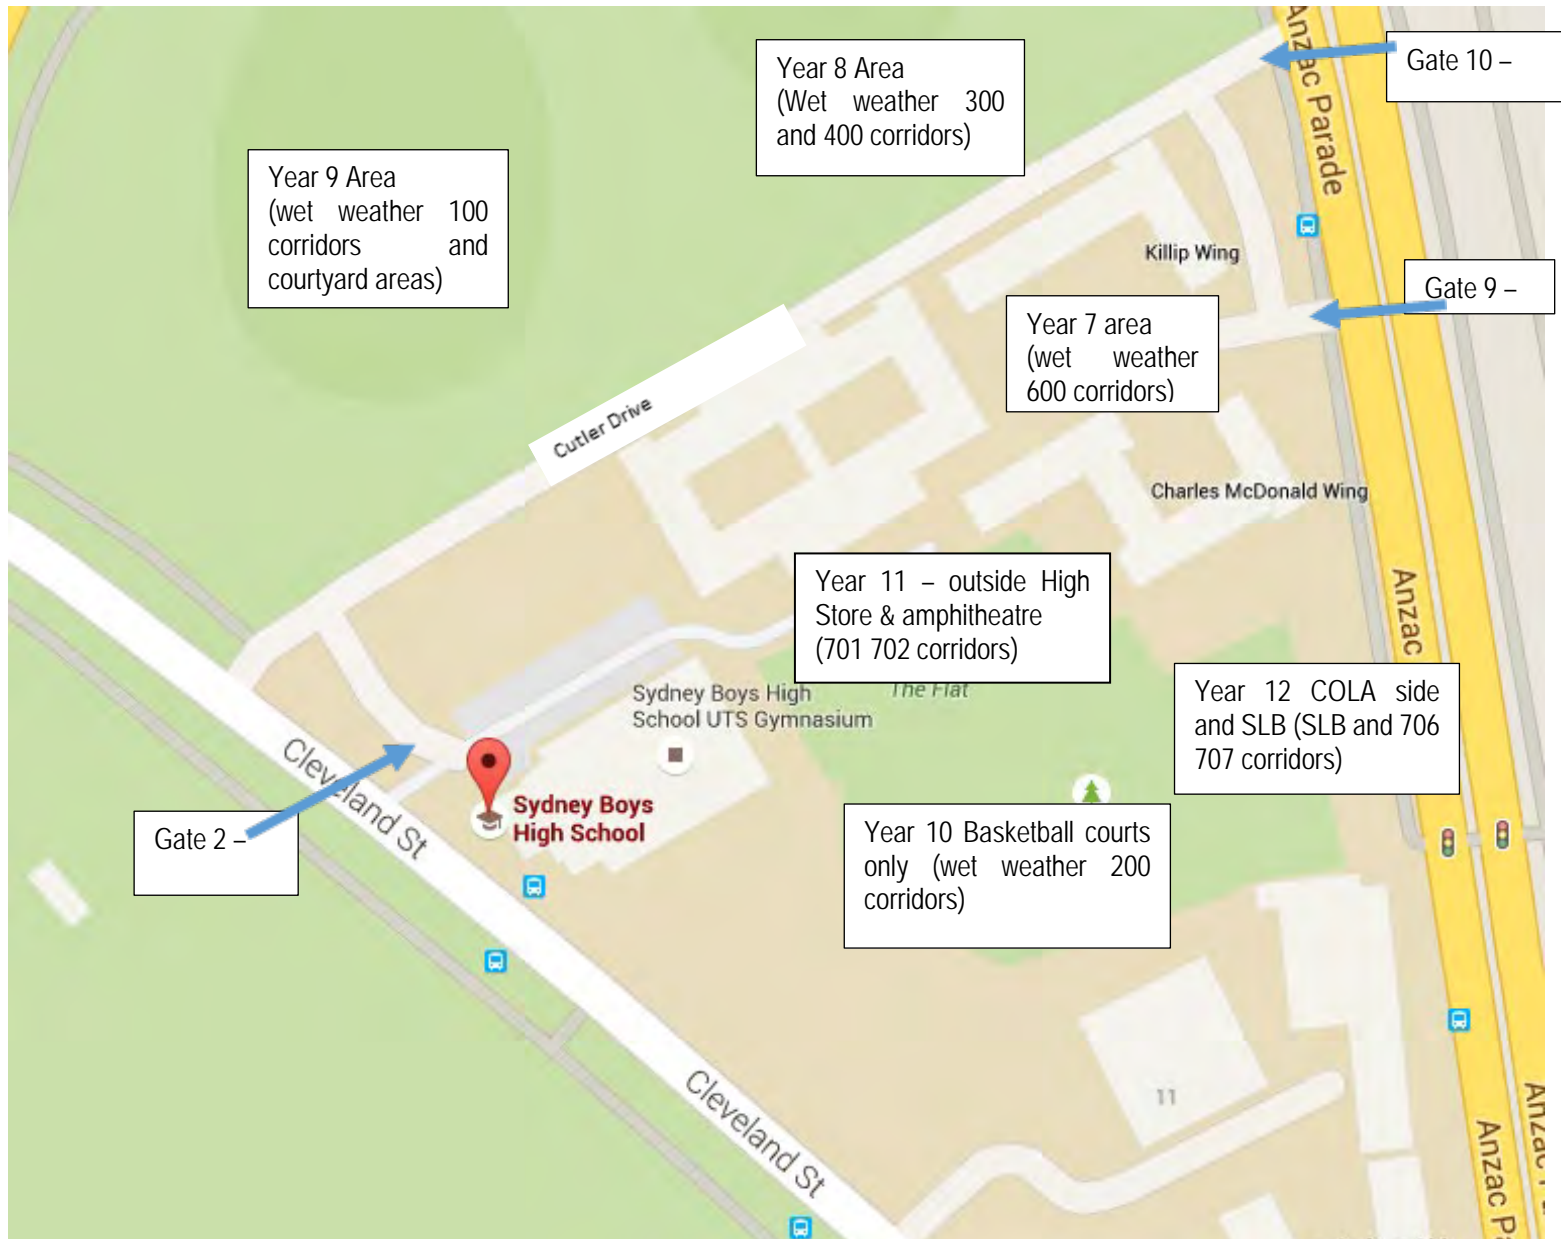 Anzac Parade
Gate 10 –
Year 8 Area
(Wet weather 300
and 400 corridors)
Year 9 Area
(wet weather 100
corridors and
courtyard areas)
Killip Wing
Gate 9 –
Year 7 area
(wet weather
600 corridors)
Cutler Drive
Charles McDonald Wing
Year 11 – outside High
Store & amphitheatre
(701 702 corridors)
Anzac
The Flat
Sydney Boys High
School UTS Gymnasium
Year 12 COLA side
and SLB (SLB and 706
707 corridors)
Cleveland St
Sydney Boys
High School
Gate 2 –
Year 10 Basketball courts
only (wet weather 200
corridors)
11
Cleveland St
Anzac Pa
Anzac P